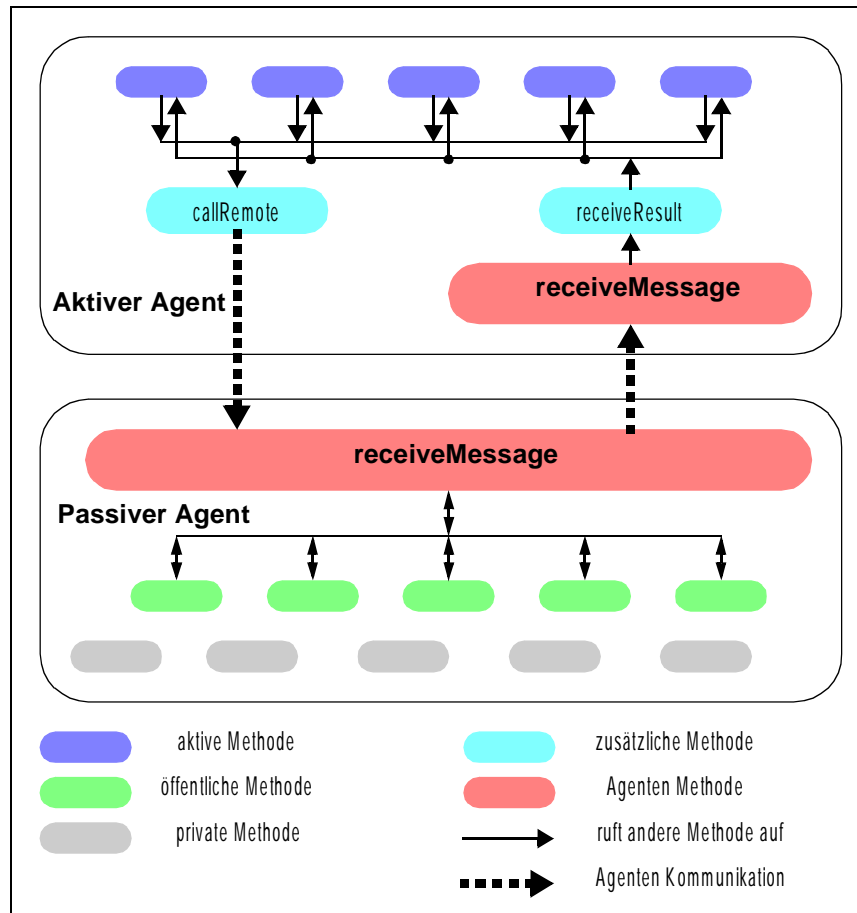 callRemote
receiveResult
receiveMessage
Aktiver Agent
receiveMessage
Passiver Agent
aktive Methode
zusätzliche Methode
öffentliche Methode
Agenten Methode
private Methode
ruft andere Methode auf
Agenten Kommunikation